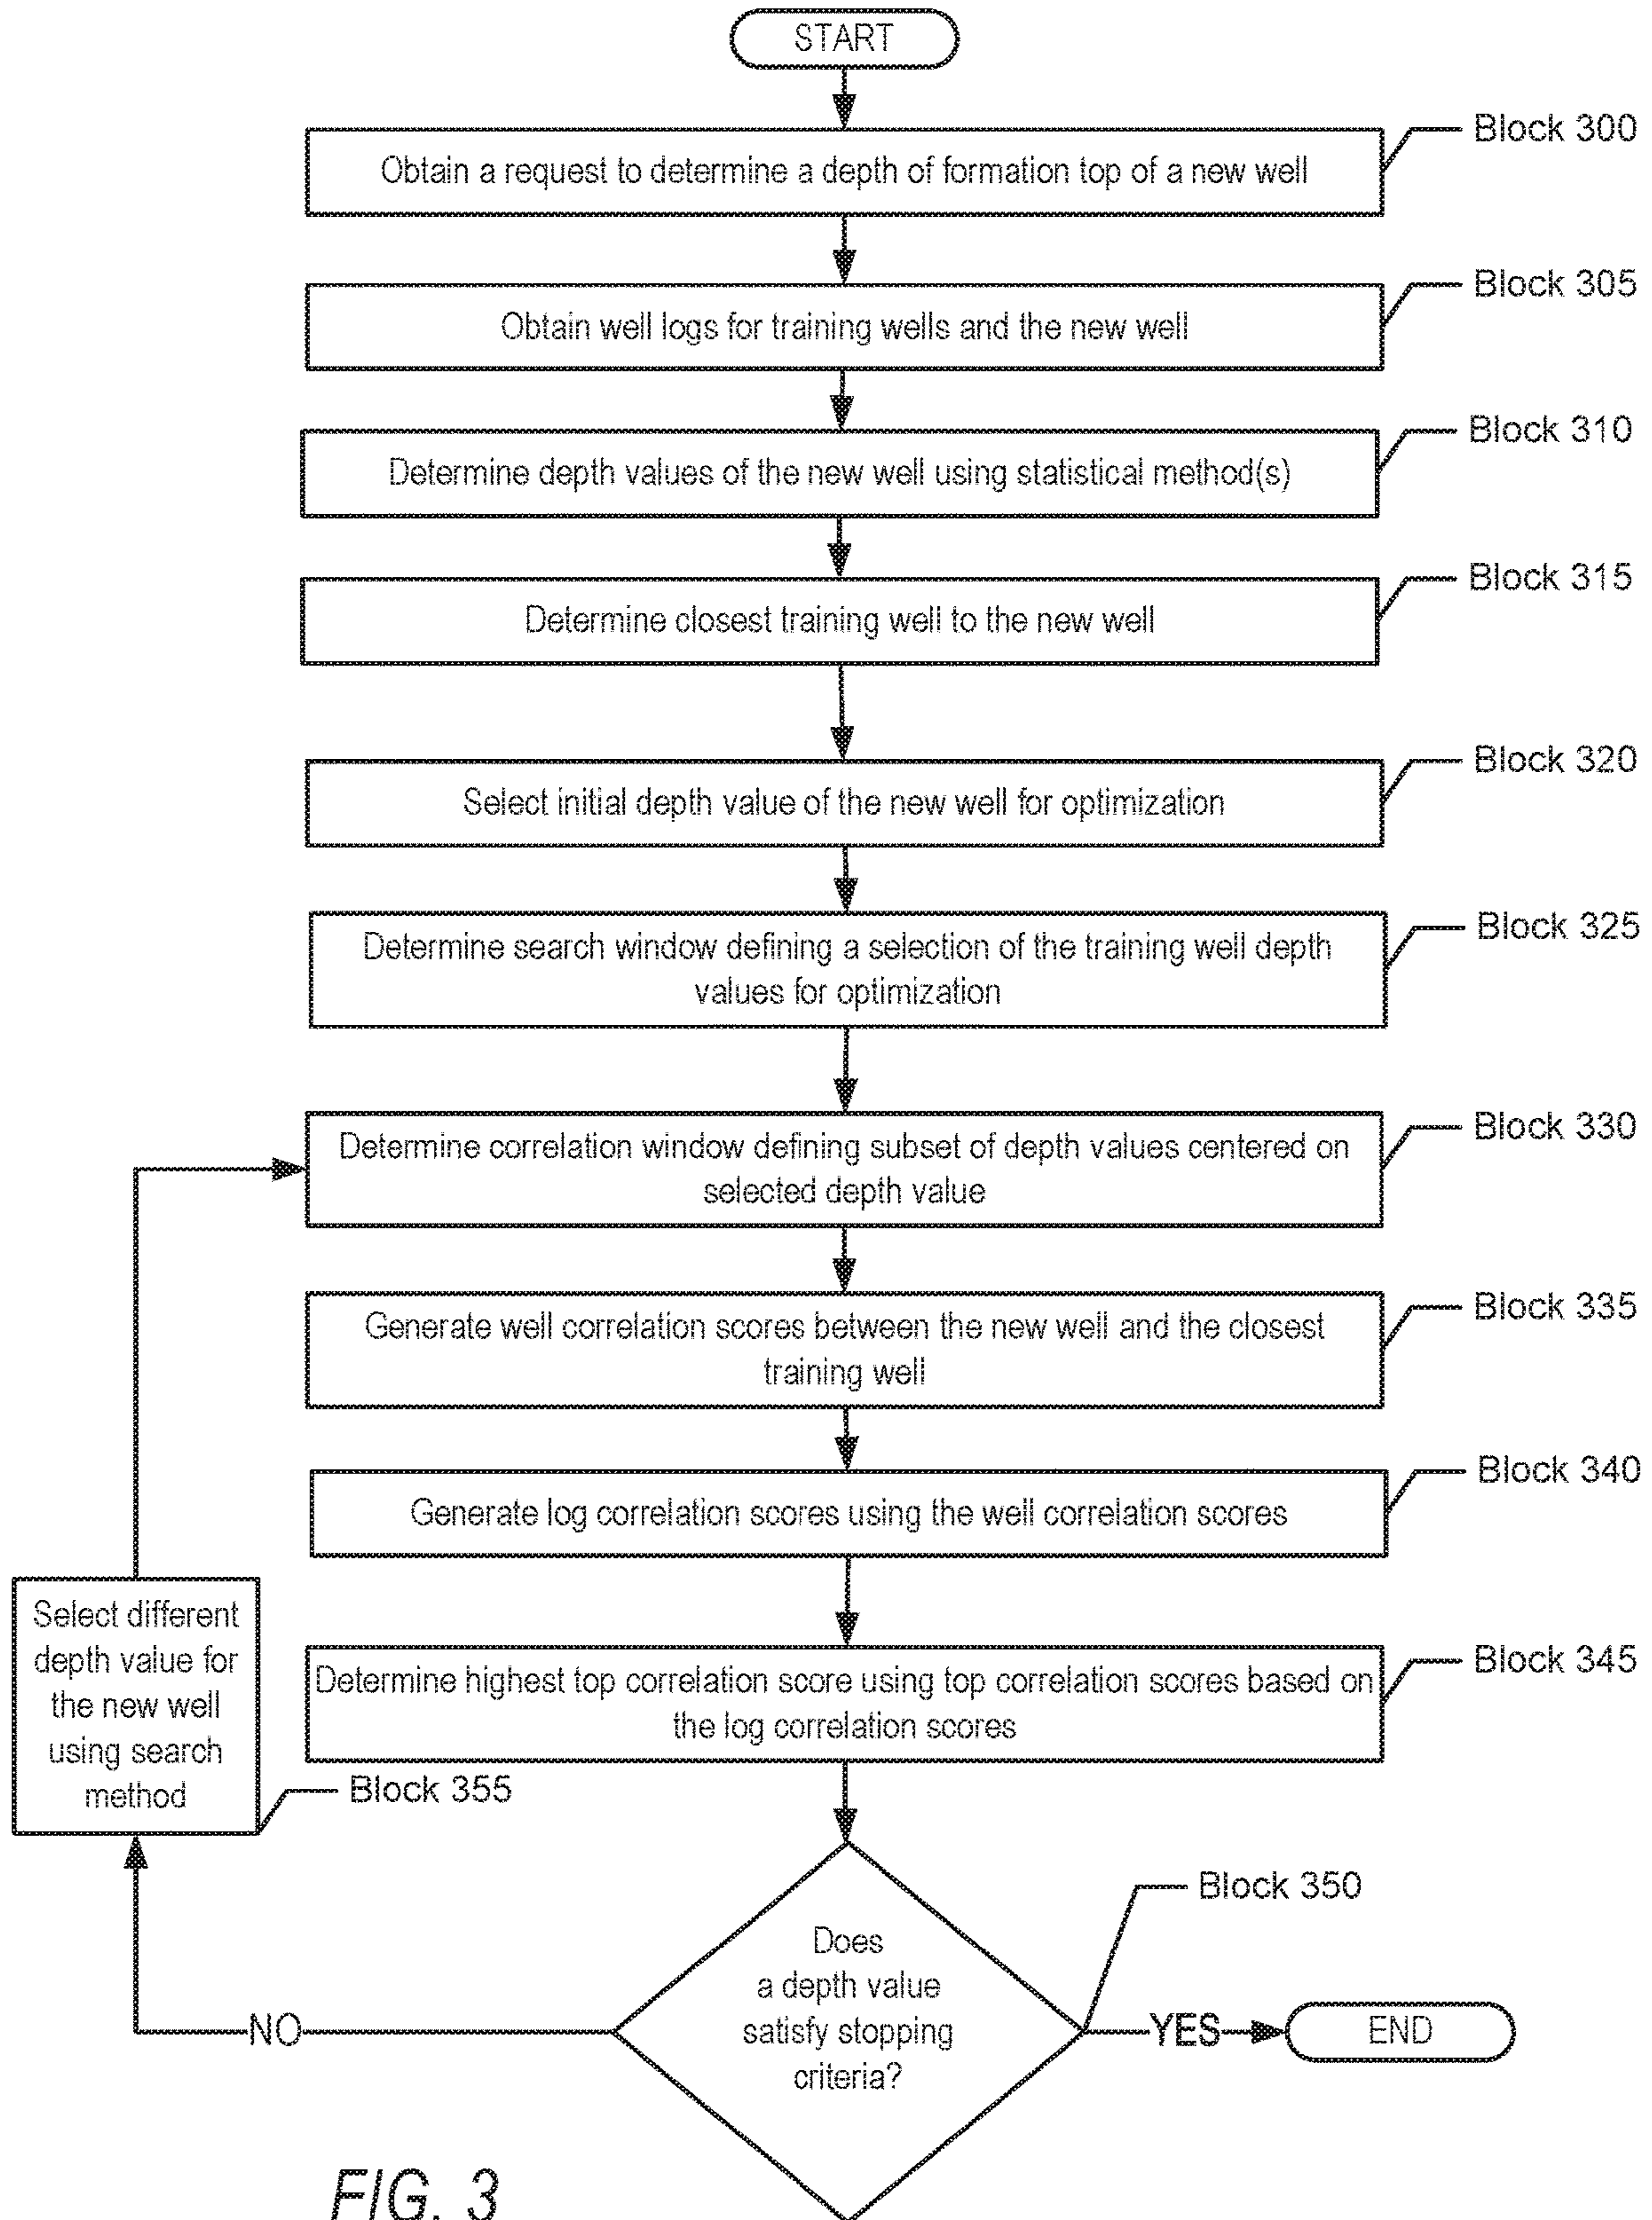 START
Block 300
Obtain a request to determine a depth of formation top of a new well
Block 305
Obtain well logs for training wells and the new well
Block 310
Determine depth values of the new well using statistical method(s)
Block 315
Determine closest training well to the new well
Block 320
Select initial depth value of the new well for optimization
Block 325
Determine search window defining a selection of the training well depth
values for optimization
Block 330
Determine correlation window defining subset of depth values centered on
selected depth value
Block 335
Generate well correlation scores between the new well and the closest
training well
Block 340
Generate log correlation scores using the well correlation scores
Block 345
Determine highest top correlation score using top correlation scores based on
the log correlation scores
Select different
depth value for
the new well
using search
method
Block 355
Block 350
Does
a depth value
satisfy stopping
criteria?
NO
YES
END
FIG. 3